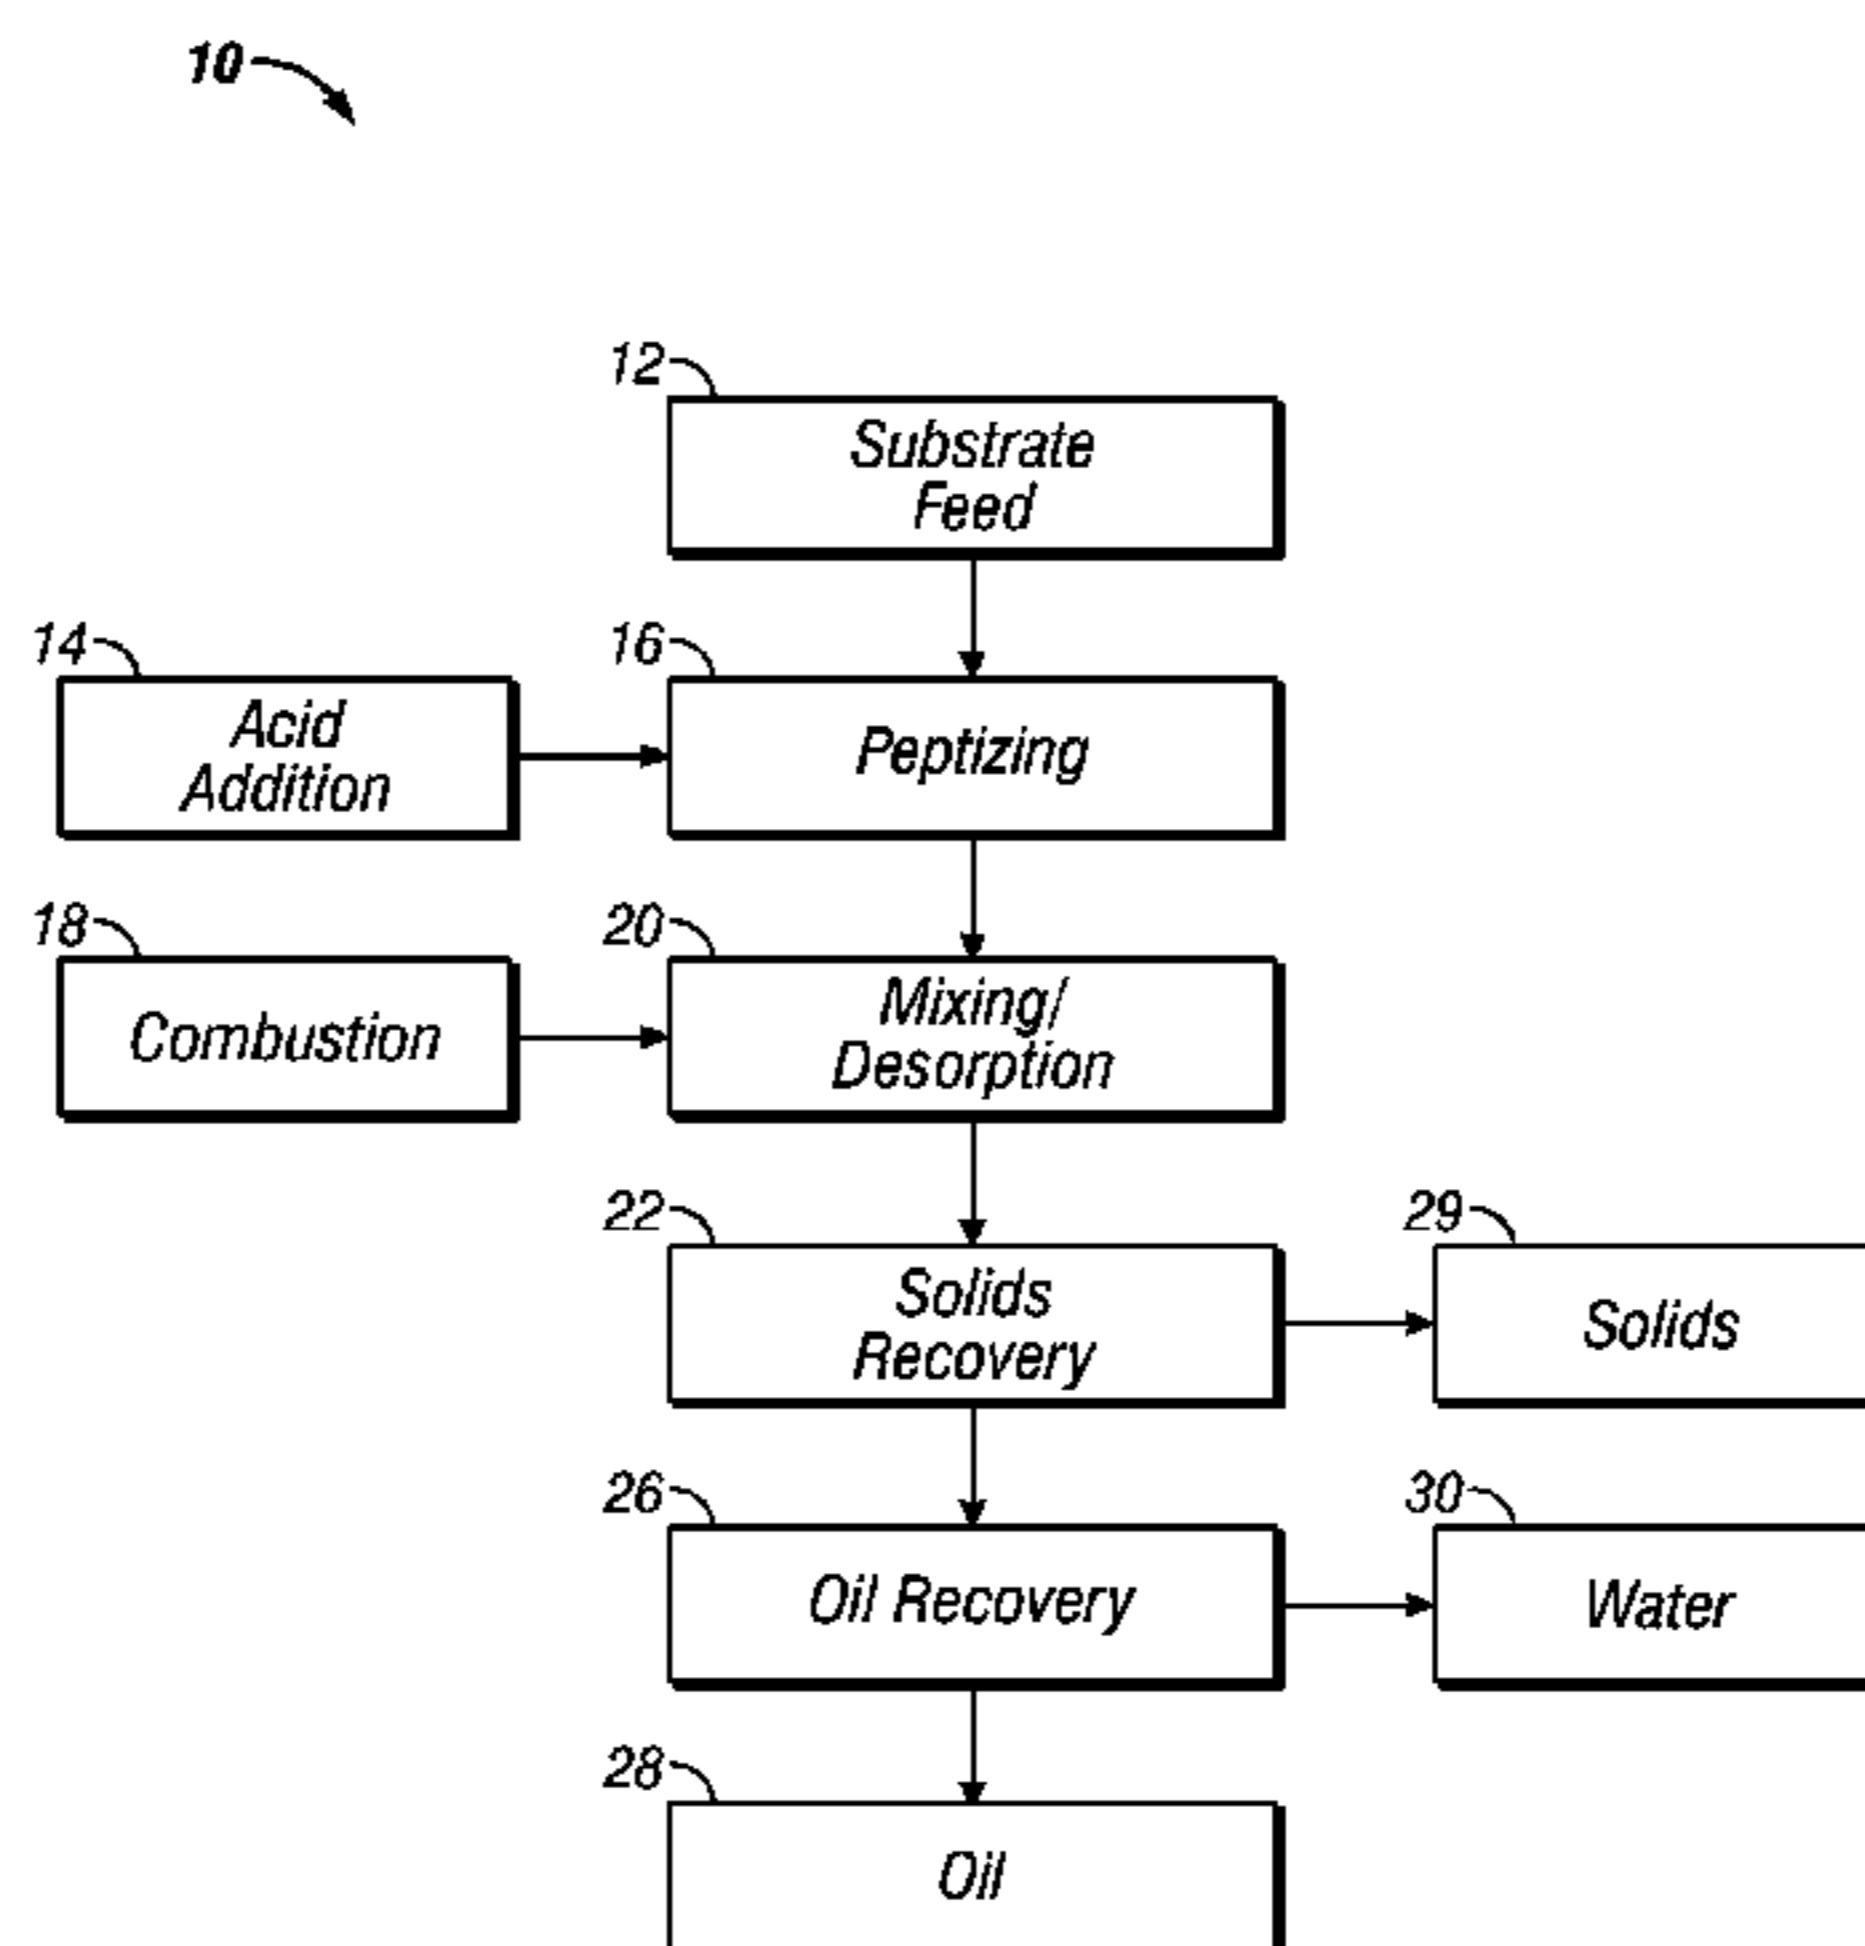 10
12
Substrate
Feed
14
Acid
Addition
16
Peptizing
18
Combustion
20
Mixing/
Desorption
22
Solids
Recovery
29
Solids
26
Oil Recovery
30
Water
28
Oil